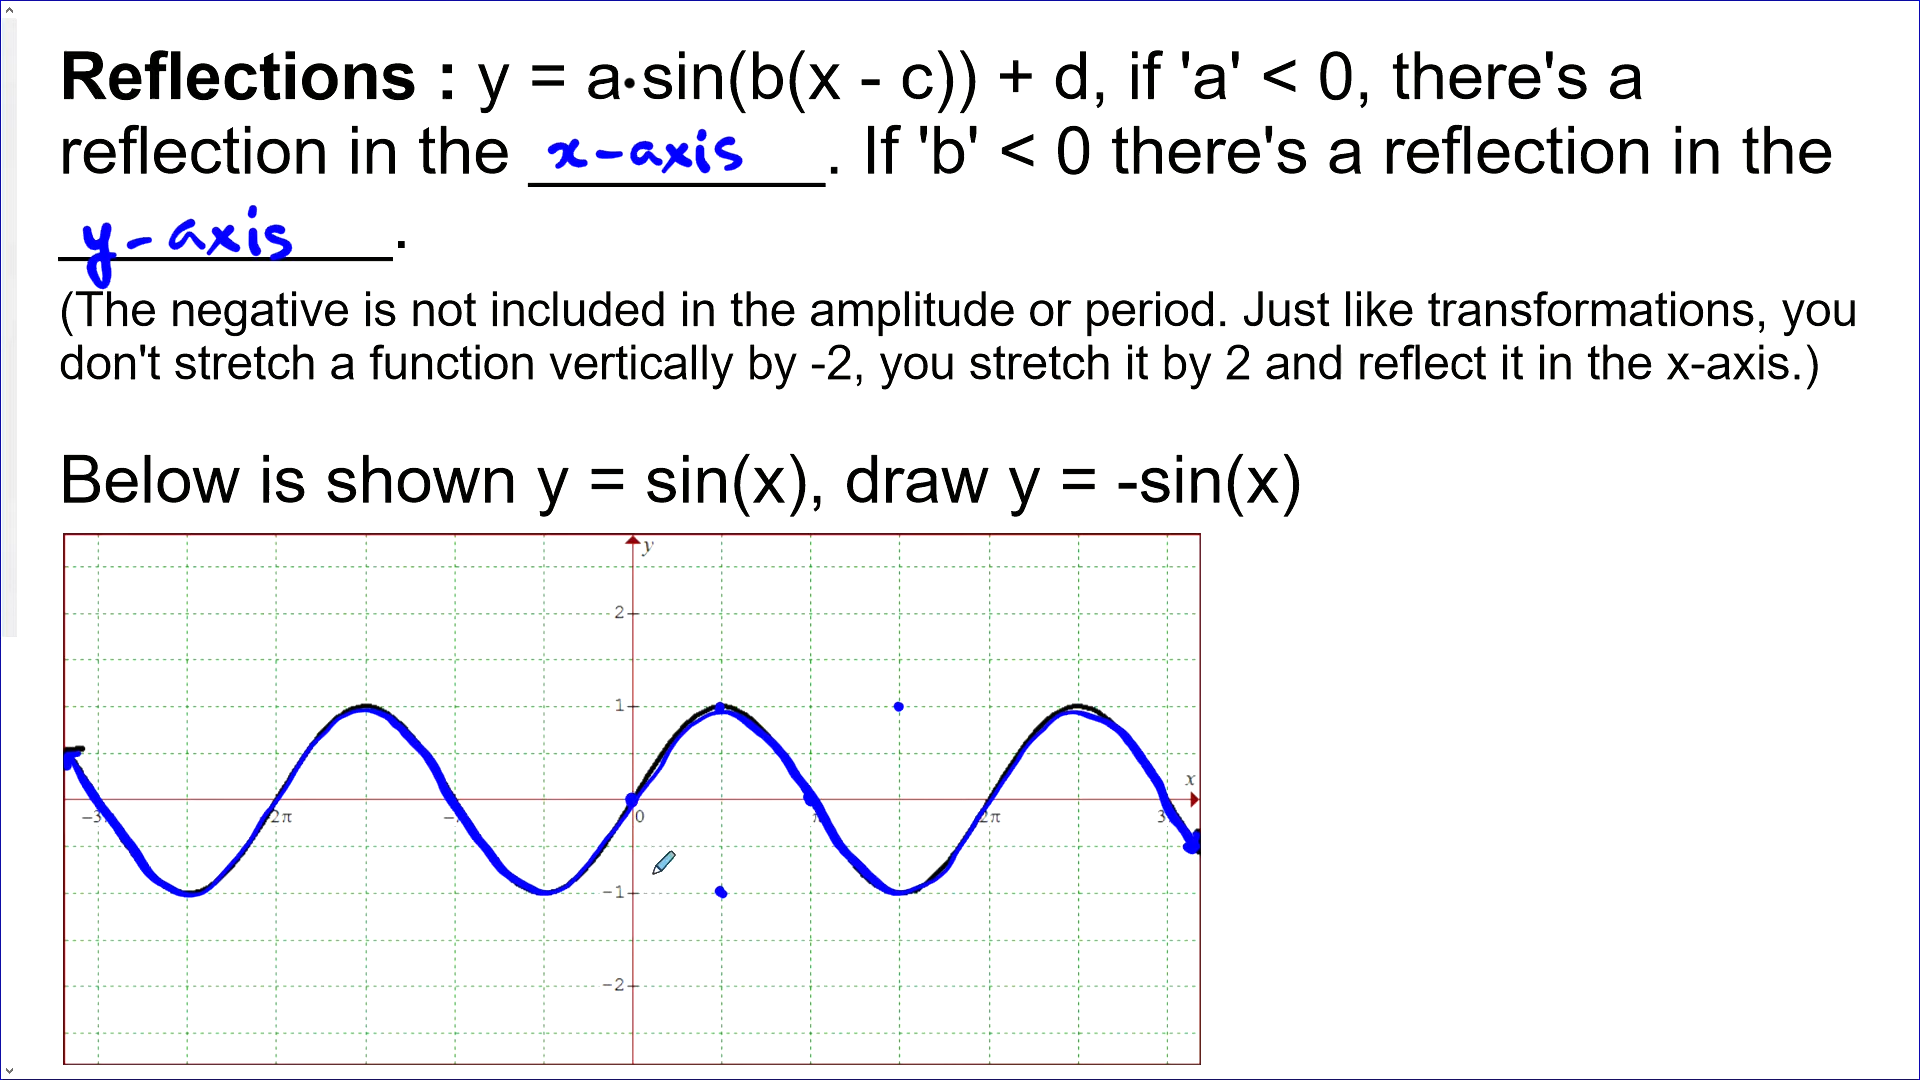 Reflections : y = a·sin(b(x - c)) + d, if 'a' < 0, there's a
reflection in the x-axis. If 'b' < 0 there's a reflection in the
y-axis.
(The negative is not included in the amplitude or period. Just like transformations, you
don't stretch a function vertically by -2, you stretch it by 2 and reflect it in the x-axis.)
Below is shown y = sin(x), draw y = -sin(x)
y
2
1
x
-3 2π - 0 π 2π 3
-1
-2